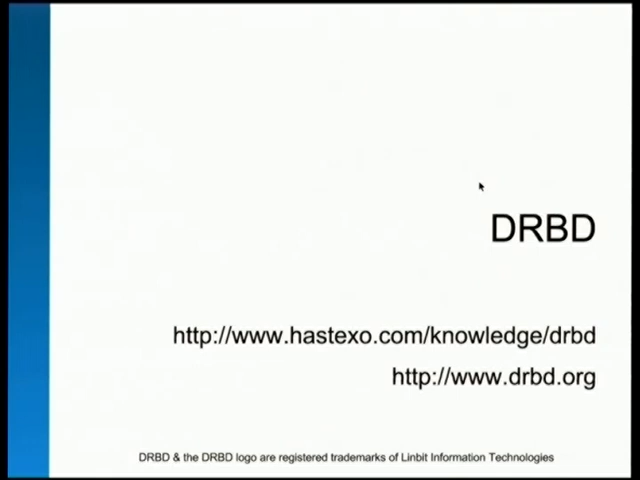 DRBD
http://www.hastexo.com/knowledge/drbd
http://www.drbd.org
DRBD & the DRBD logo are registered trademarks of Linbit Information Technologies